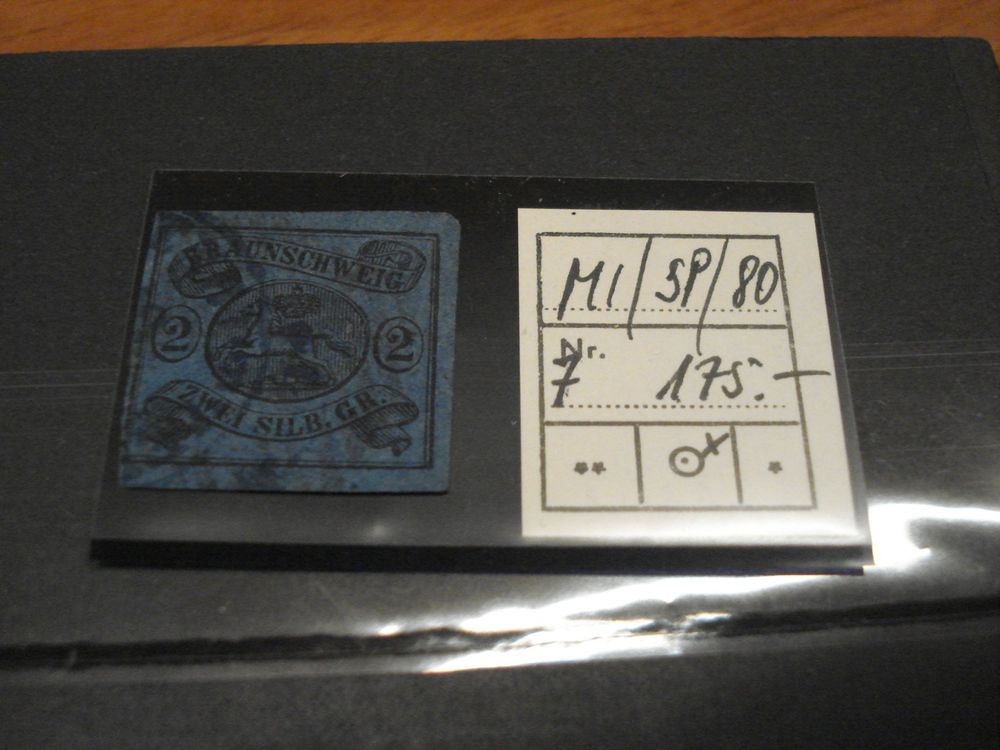 BRAUNSCHWEIG
2 2
ZWEI SILB. GR.
MI/SP/80
Nr.
7 175.-
** *